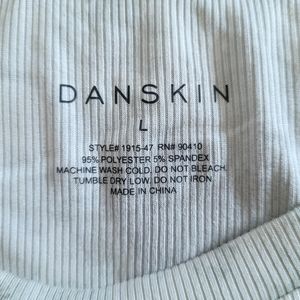 DANSKIN
L
STYLE# 1915-47 RN# 90410
95% POLYESTER 5% SPANDEX
MACHINE WASH COLD. DO NOT BLEACH.
TUMBLE DRY LOW. DO NOT IRON.
MADE IN CHINA